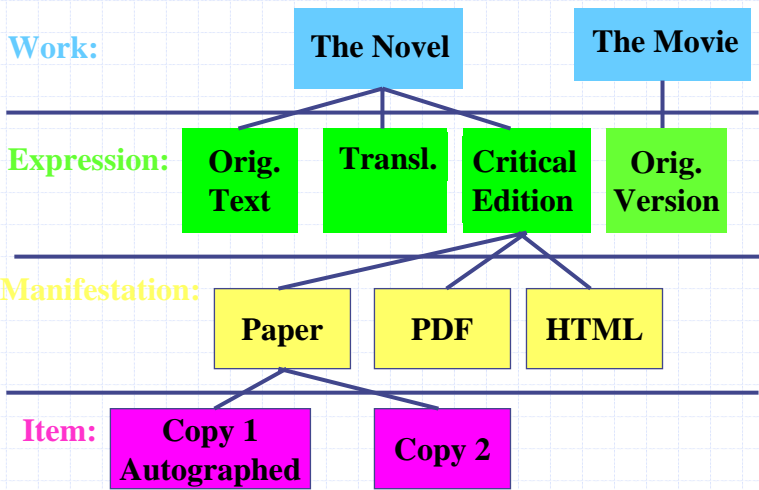 Work: The Novel The Movie
Expression: Orig. Text Transl. Critical Edition Orig. Version
Manifestation: Paper PDF HTML
Item: Copy 1 Autographed Copy 2